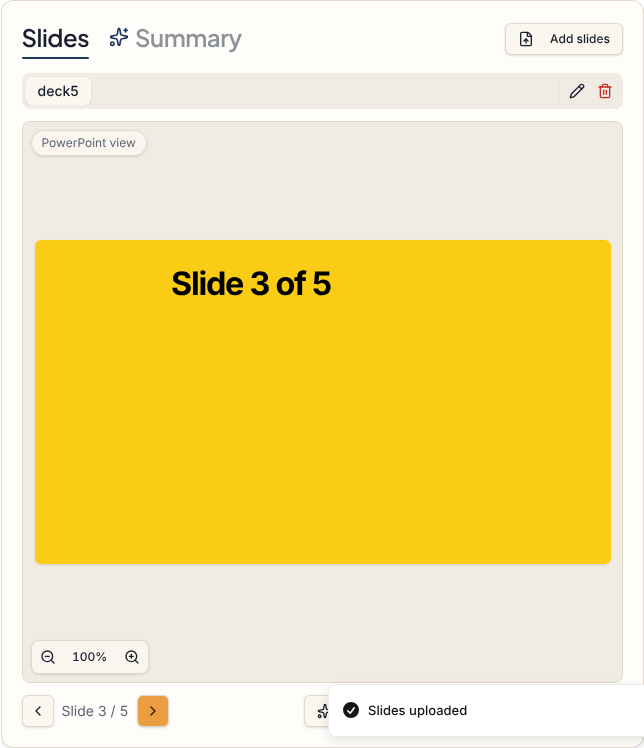 Slides
Summary
Add slides
deck5
PowerPoint view
Slide 3 of 5
100%
Slide 3 / 5
Slides uploaded